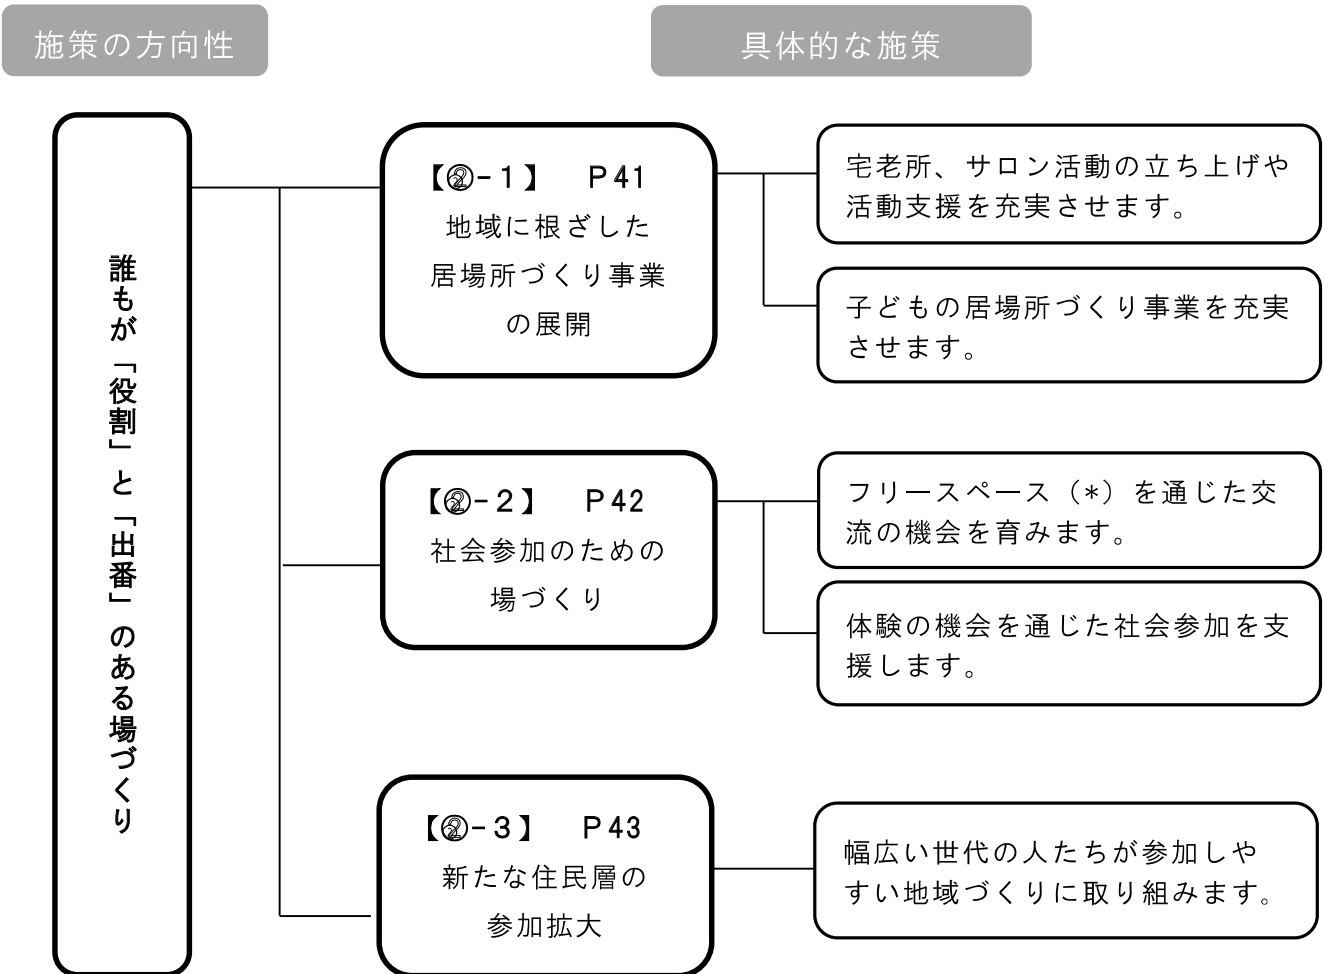 施策の方向性
具体的な施策
誰もが「役割」と「出番」のある場づくり
【②-1】 P41
地域に根ざした
居場所づくり事業
の展開
宅老所、サロン活動の立ち上げや
活動支援を充実させます。
子どもの居場所づくり事業を充実
させます。
【②-2】 P42
社会参加のための
場づくり
フリースペース（*）を通じた交
流の機会を育みます。
体験の機会を通じた社会参加を支
援します。
【②-3】 P43
新たな住民層の
参加拡大
幅広い世代の人たちが参加しや
すい地域づくりに取り組みます。